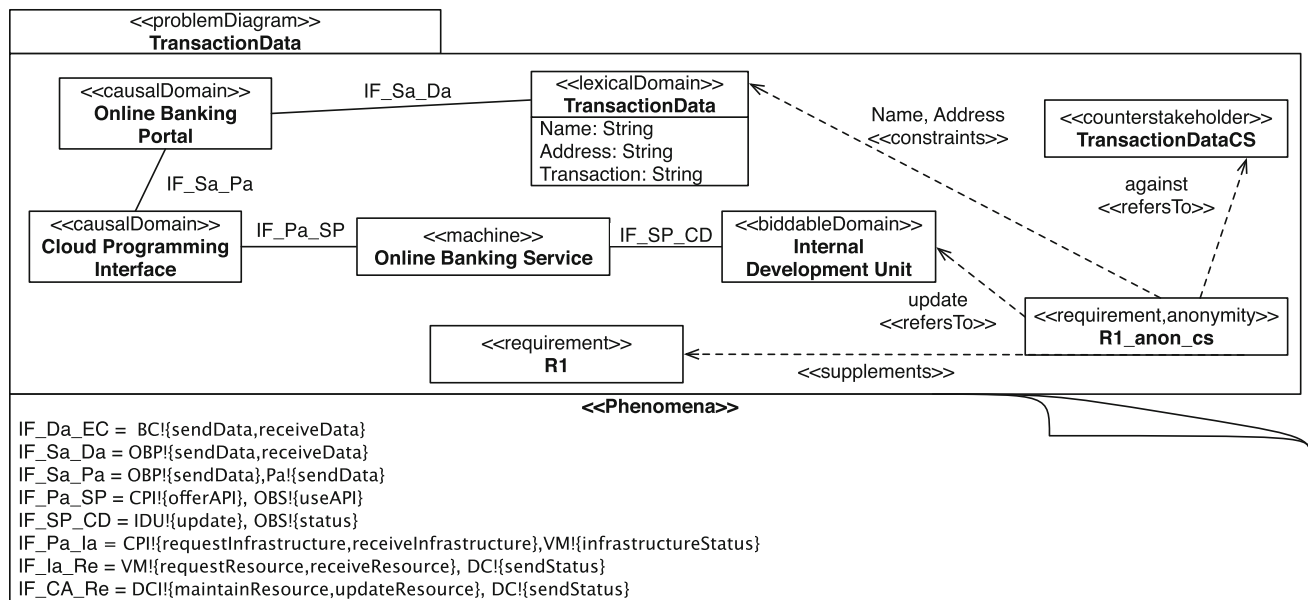 <<problemDiagram>>
TransactionData
<<causalDomain>>
Online Banking
Portal
IF_Sa_Da
<<lexicalDomain>>
TransactionData
Name: String
Address: String
Transaction: String
Name, Address
<<constraints>>
<<counterstakeholder>>
TransactionDataCS
IF_Sa_Pa
against
<<refersTo>>
<<causalDomain>>
Cloud Programming
Interface
IF_Pa_SP
<<machine>>
Online Banking Service
IF_SP_CD
<<biddableDomain>>
Internal
Development Unit
update
<<refersTo>>
<<requirement,anonymity>>
R1_anon_cs
<<requirement>>
R1
<<supplements>>
<<Phenomena>>
IF_Da_EC = BC!{sendData,receiveData}
IF_Sa_Da = OBP!{sendData,receiveData}
IF_Sa_Pa = OBP!{sendData},Pa!{sendData}
IF_Pa_SP = CPI!{offerAPI}, OBS!{useAPI}
IF_SP_CD = IDU!{update}, OBS!{status}
IF_Pa_Ia = CPI!{requestInfrastructure,receiveInfrastructure},VM!{infrastructureStatus}
IF_Ia_Re = VM!{requestResource,receiveResource}, DC!{sendStatus}
IF_CA_Re = DCI!{maintainResource,updateResource}, DC!{sendStatus}